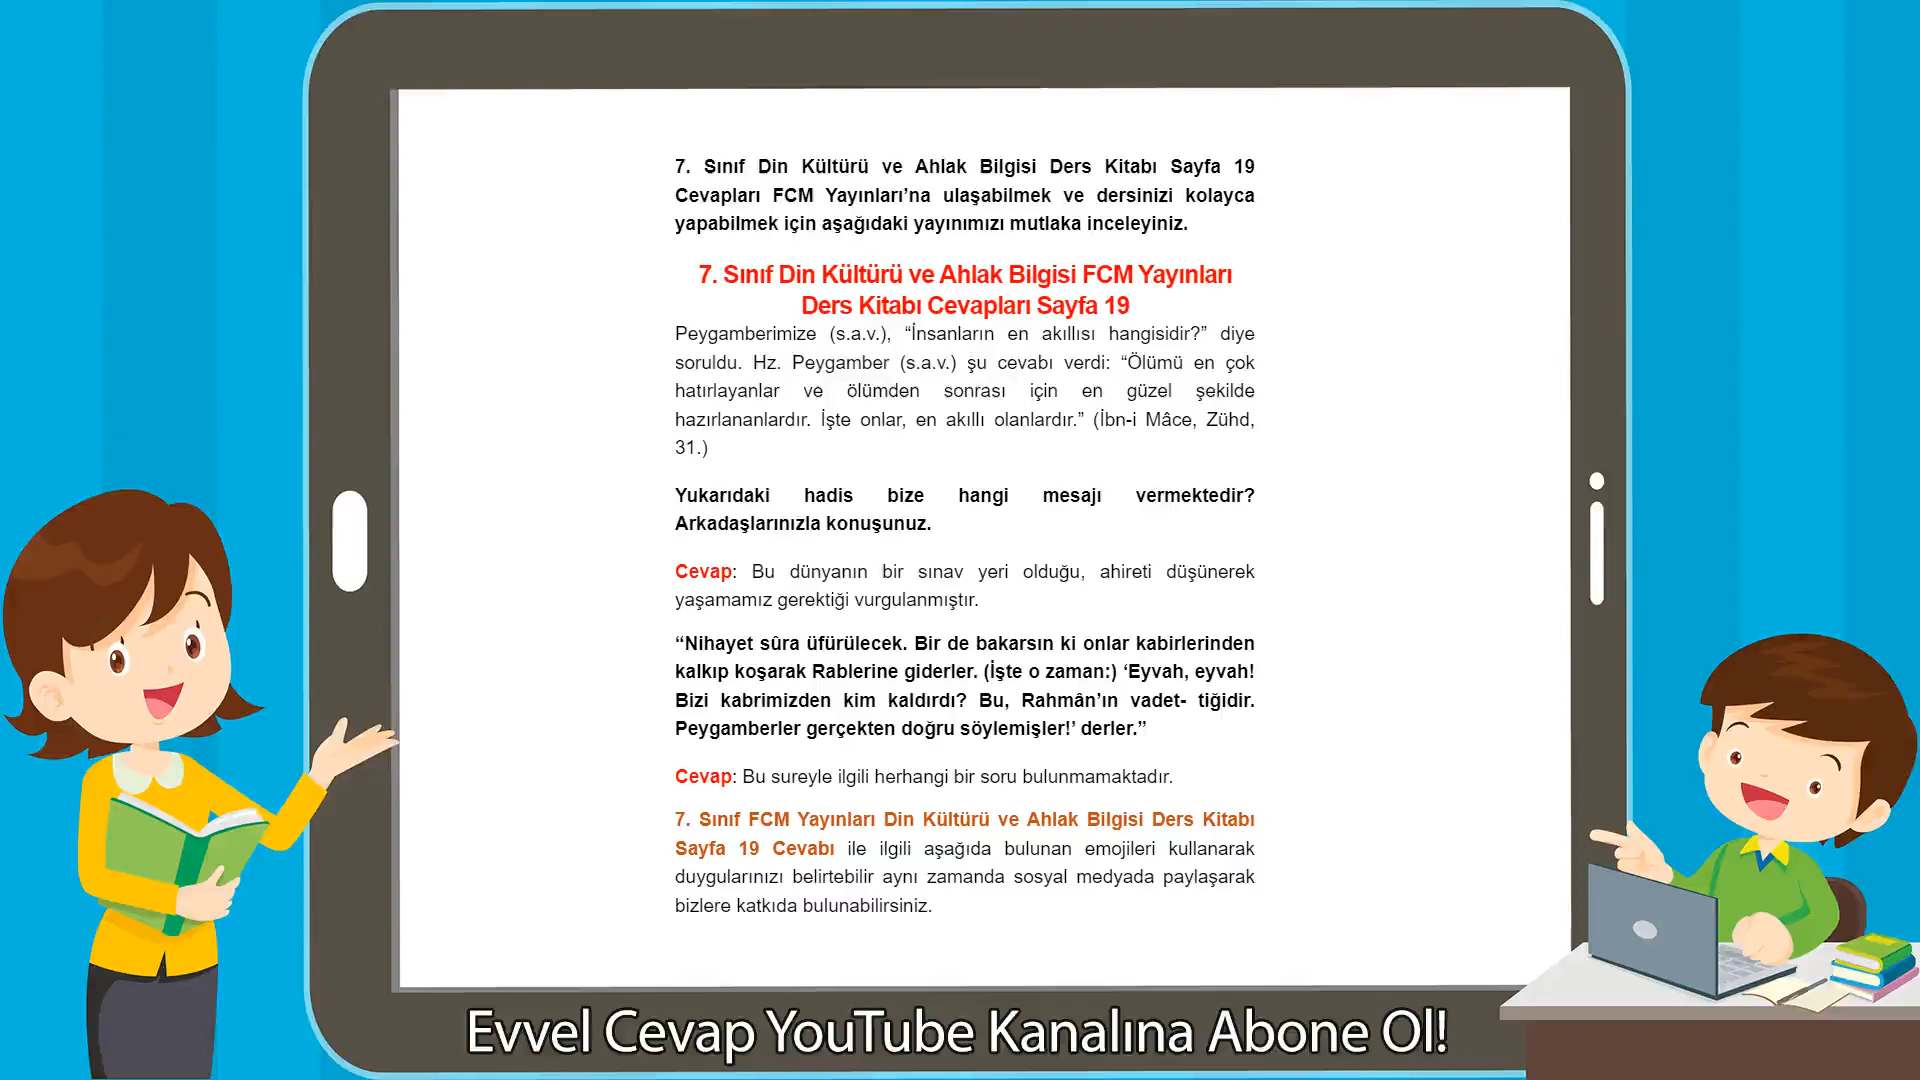 7. Sınıf Din Kültürü ve Ahlak Bilgisi Ders Kitabı Sayfa 19
Cevapları FCM Yayınları’na ulaşabilmek ve dersinizi kolayca
yapabilmek için aşağıdaki yayınımızı mutlaka inceleyiniz.
7. Sınıf Din Kültürü ve Ahlak Bilgisi FCM Yayınları
Ders Kitabı Cevapları Sayfa 19
Peygamberimize (s.a.v.), “İnsanların en akıllısı hangisidir?” diye
soruldu. Hz. Peygamber (s.a.v.) şu cevabı verdi: “Ölümü en çok
hatırlayanlar ve ölümden sonrası için en güzel şekilde
hazırlananlardır. İşte onlar, en akıllı olanlardır.” (İbn-i Mâce, Zühd,
31.)
Yukarıdaki hadis bize hangi mesajı vermektedir?
Arkadaşlarınızla konuşunuz.
Cevap: Bu dünyanın bir sınav yeri olduğu, ahireti düşünerek
yaşamamız gerektiği vurgulanmıştır.
“Nihayet sûra üfürülecek. Bir de bakarsın ki onlar kabirlerinden
kalkıp koşarak Rablerine giderler. (İşte o zaman:) ‘Eyvah, eyvah!
Bizi kabrimizden kim kaldırdı? Bu, Rahmân’ın vadet- tiğidir.
Peygamberler gerçekten doğru söylemişler!’ derler.”
Cevap: Bu sureyle ilgili herhangi bir soru bulunmamaktadır.
7. Sınıf FCM Yayınları Din Kültürü ve Ahlak Bilgisi Ders Kitabı
Sayfa 19 Cevabı ile ilgili aşağıda bulunan emojileri kullanarak
duygularınızı belirtebilir aynı zamanda sosyal medyada paylaşarak
bizlere katkıda bulunabilirsiniz.
Evvel Cevap YouTube Kanalına Abone Ol!